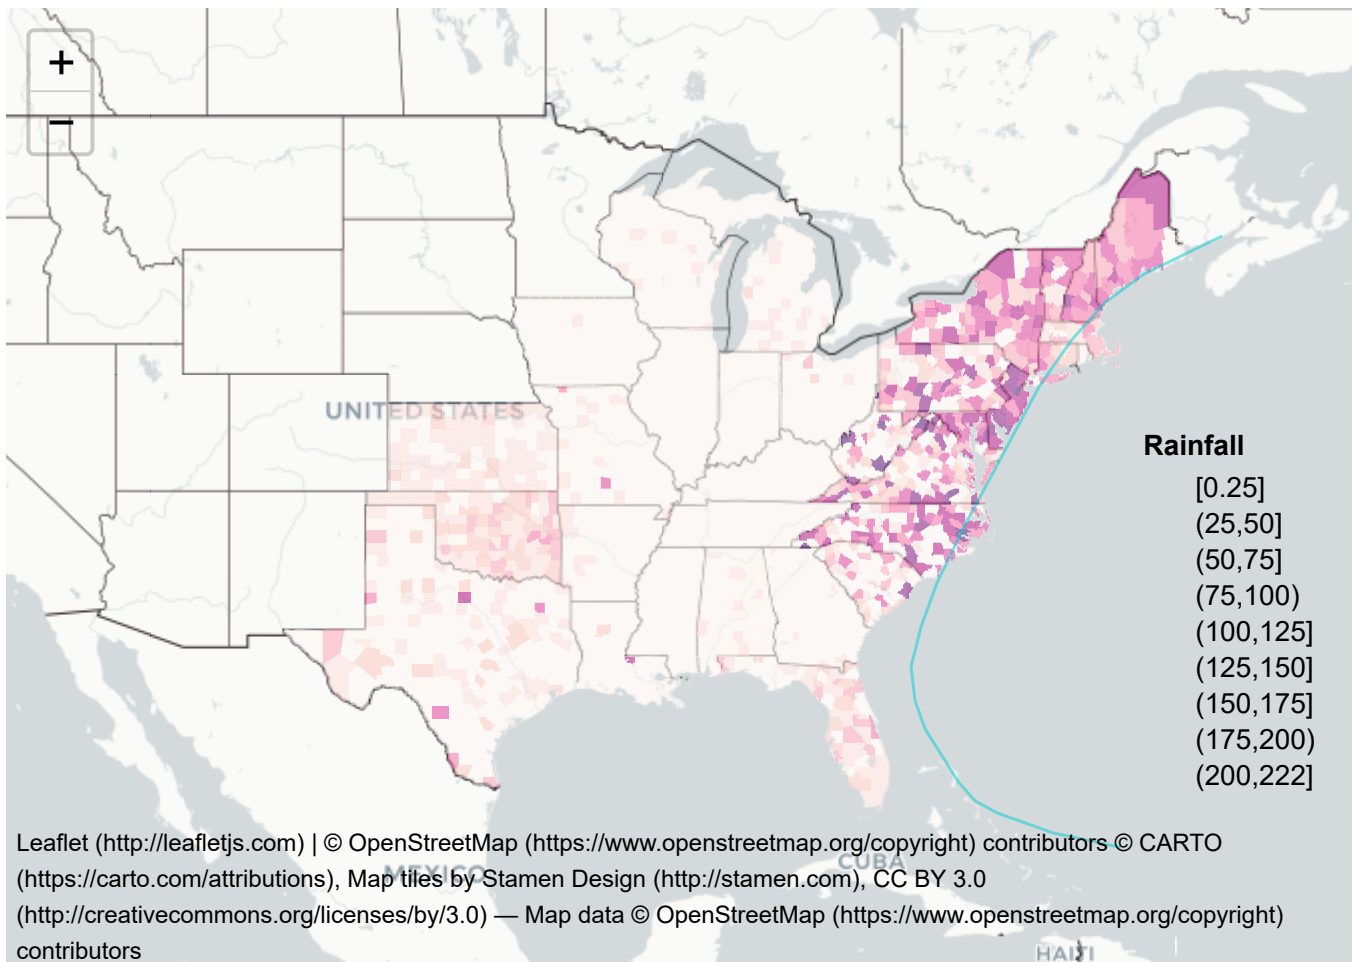 +
−
UNITED STATES
Rainfall
[0.25]
(25,50]
(50,75]
(75,100)
(100,125]
(125,150]
(150,175]
(175,200)
(200,222]
Leaflet (http://leafletjs.com) | © OpenStreetMap (https://www.openstreetmap.org/copyright) contributors © CARTO
CUBA
(https://carto.com/attributions), Map tiles by Stamen Design (http://stamen.com), CC BY 3.0
MEXICO
(http://creativecommons.org/licenses/by/3.0) — Map data © OpenStreetMap (https://www.openstreetmap.org/copyright)
contributors
HAITI